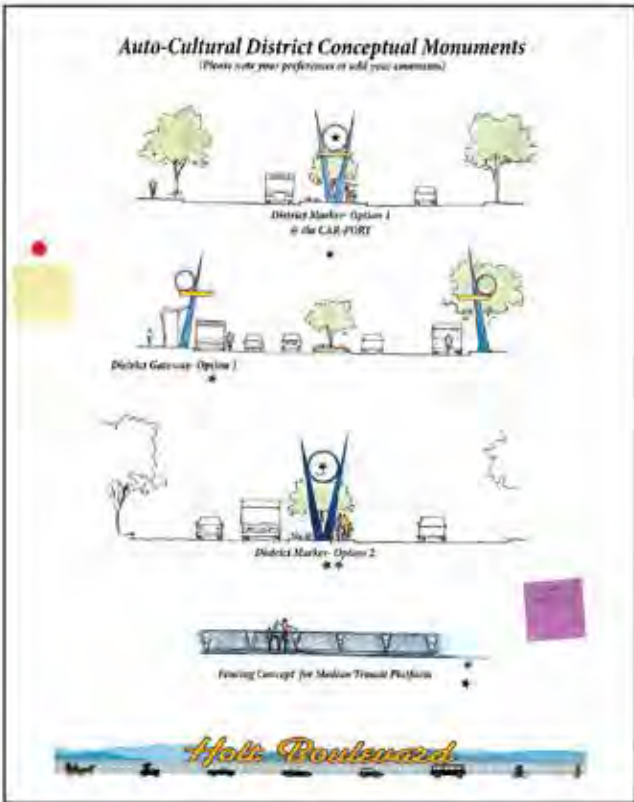 Auto-Cultural District Conceptual Monuments
(Please note your preferences or add your comments)
District Marker- Option 1
@ the CAR-PORT
District Gateway- Option 1
District Marker- Option 2
Fencing Concept for Median Transit Platform
Holt Boulevard